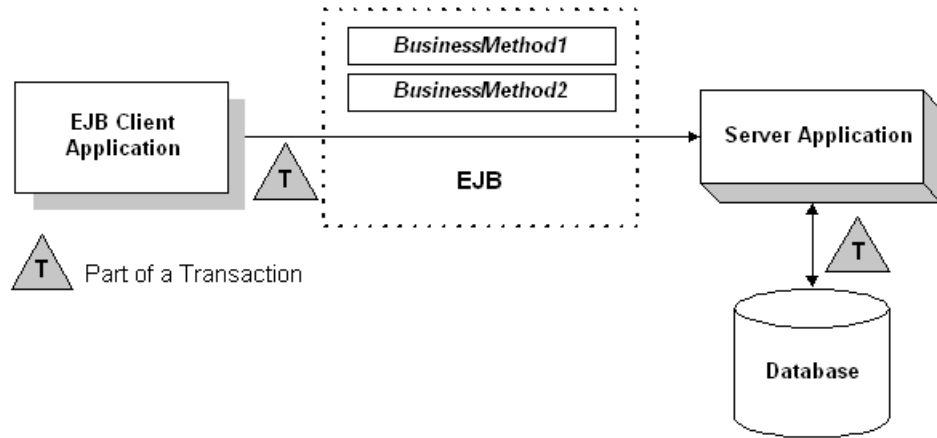 BusinessMethod1
BusinessMethod2
EJB Client
Application
Server Application
T
EJB
T
T
Part of a Transaction
Database